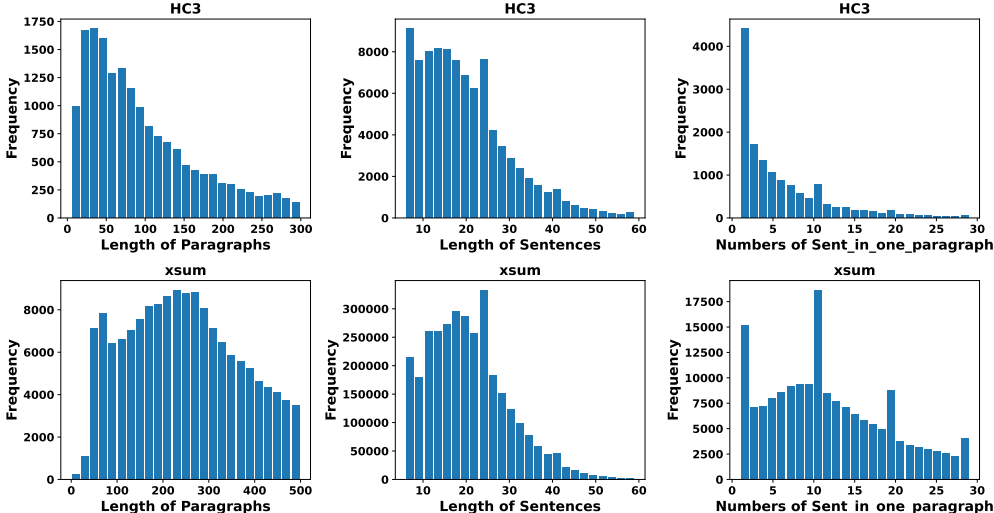 HC3
Frequency
1750
1500
1250
1000
750
500
250
0
0 50 100 150 200 250 300
Length of Paragraphs
HC3
Frequency
8000
6000
4000
2000
0
10 20 30 40 50 60
Length of Sentences
HC3
Frequency
4000
3000
2000
1000
0
0 5 10 15 20 25 30
Numbers of Sent_in_one_paragraph
xsum
Frequency
8000
6000
4000
2000
0
0 100 200 300 400 500
Length of Paragraphs
xsum
Frequency
300000
250000
200000
150000
100000
50000
0
10 20 30 40 50 60
Length of Sentences
xsum
Frequency
17500
15000
12500
10000
7500
5000
2500
0
0 5 10 15 20 25 30
Numbers of Sent_in_one_paragraph